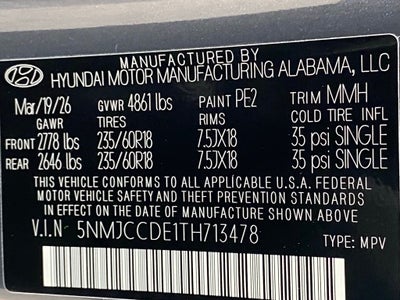 MANUFACTURED BY
HYUNDAI MOTOR MANUFACTURING ALABAMA, LLC
Mar/19/26 GVWR 4861 lbs PAINT PE2 TRIM MMH
GAWR TIRES RIMS COLD TIRE INFL
FRONT 2778 lbs 235/60R18 7.5JX18 35 psi SINGLE
REAR 2646 lbs 235/60R18 7.5JX18 35 psi SINGLE
THIS VEHICLE CONFORMS TO ALL APPLICABLE U.S.A. FEDERAL
MOTOR VEHICLE SAFETY AND THEFT PREVENTION STANDARDS
IN EFFECT ON THE DATE OF MANUFACTURE SHOWN ABOVE.
V.I.N 5NMJCCDE1TH713478 TYPE: MPV